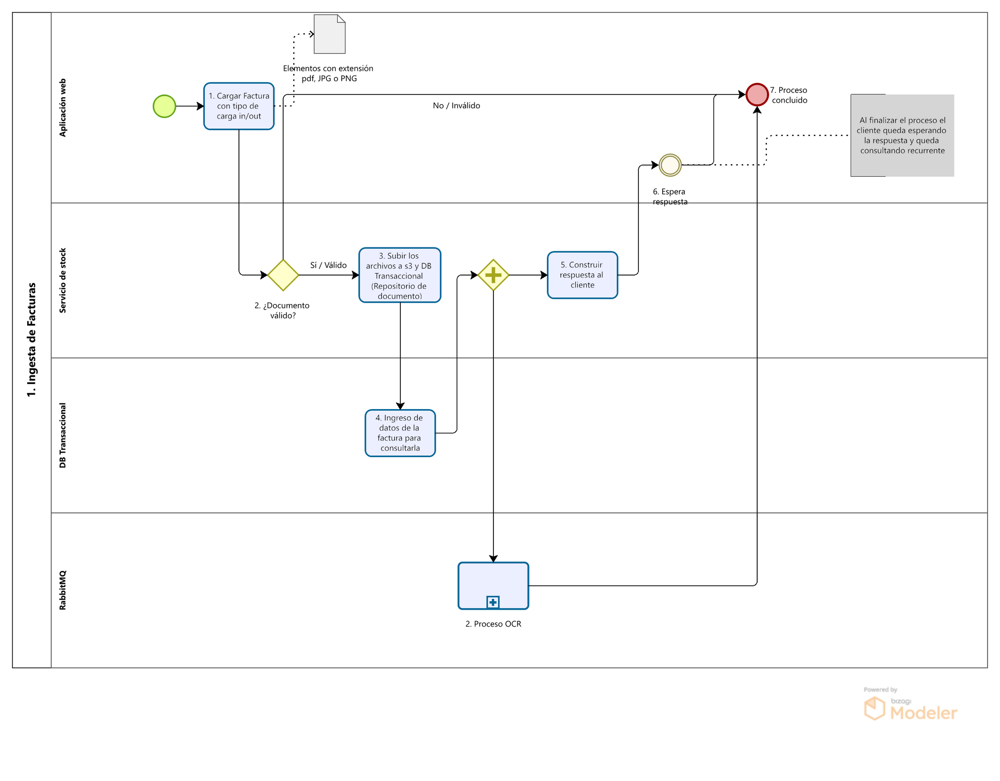 1. Ingesta de Facturas
Aplicación web
Elementos con extensión
pdf, JPG o PNG
1. Cargar Factura
con tipo de
carga in/out
No / Inválido
7. Proceso
concluido
Al finalizar el proceso el
cliente queda esperando
la respuesta y queda
consultando recurrente
6. Espera
respuesta
Servicio de stock
2. ¿Documento
válido?
Sí / Válido
3. Subir los
archivos a s3 y DB
Transaccional
(Repositorio de
documento)
5. Construir
respuesta al
cliente
DB Transaccional
4. Ingreso de
datos de la
factura para
consultarla
RabbitMQ
2. Proceso OCR
Powered by
bizagi
Modeler